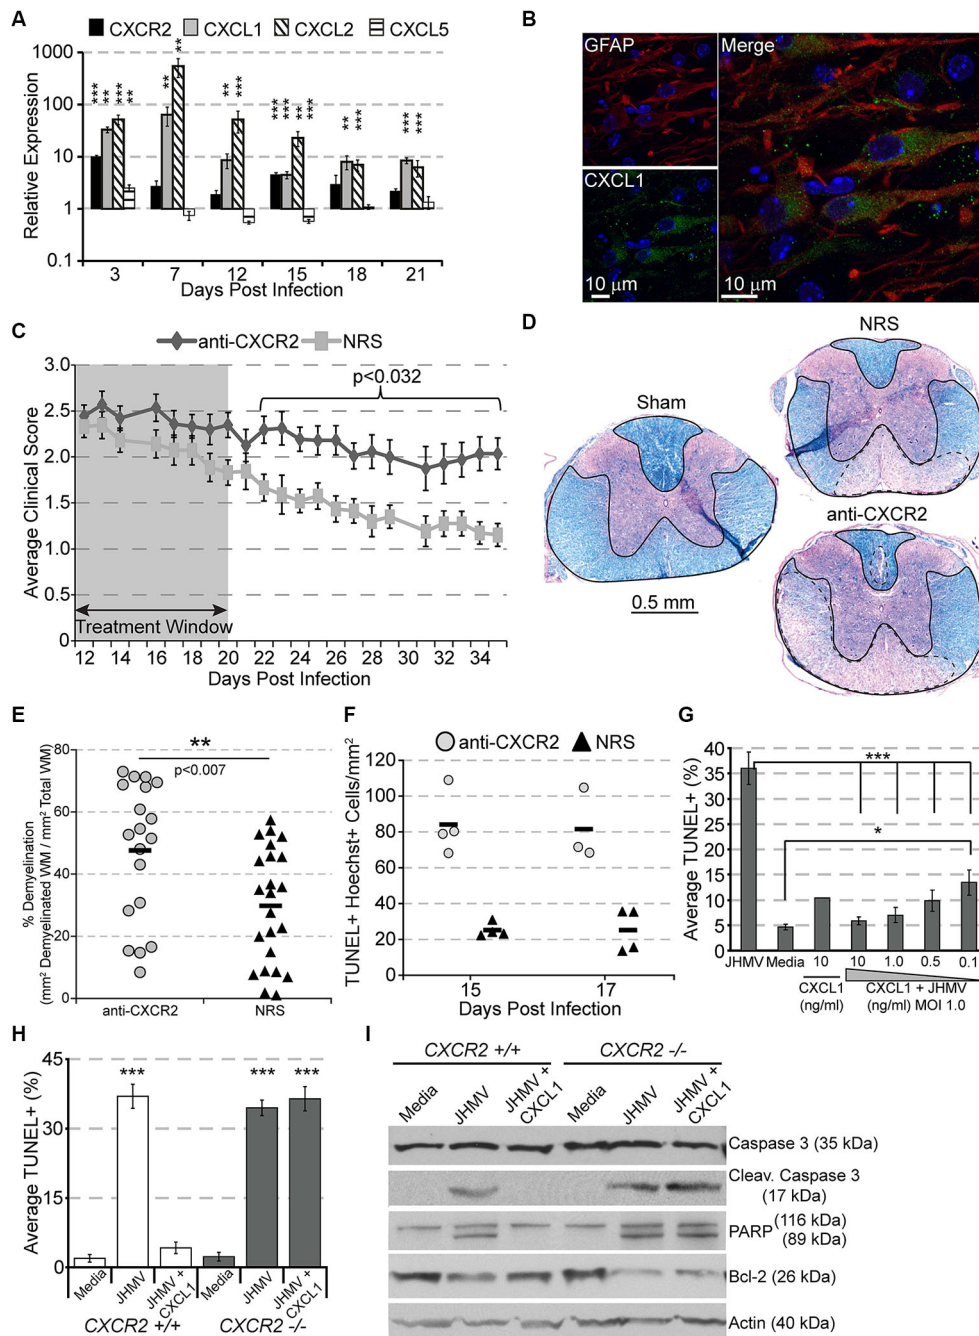 A
CXCR2 CXCL1 CXCL2 CXCL5
Relative Expression
1000
100
10
1
0.1
*** ** *** **
** **
** ***
*** *** ** ***
** ***
*** ***
3 7 12 15 18 21
Days Post Infection
B
GFAP
Merge
CXCL1
10 μm
10 μm
C
anti-CXCR2 NRS
Average Clinical Score
3.0
2.5
2.0
1.5
1.0
0.5
0
p<0.032
Treatment Window
12 14 16 18 20 22 24 26 28 30 32 34
Days Post Infection
D
NRS
Sham
anti-CXCR2
0.5 mm
E
% Demyelination
(mm² Demyelinated WM / mm² Total WM)
80
60
40
20
0
**
p<0.007
anti-CXCR2 NRS
F
anti-CXCR2 NRS
TUNEL+ Hoechst+ Cells/mm²
120
100
80
60
40
20
0
15 17
Days Post Infection
G
Average TUNEL+ (%)
40
35
30
25
20
15
10
5
0
***
*
JHMV Media 10 10 1.0 0.5 0.1
CXCL1
(ng/ml)
CXCL1 + JHMV
(ng/ml) MOI 1.0
H
Average TUNEL+ (%)
45
30
15
0
*** *** ***
Media JHMV JHMV + CXCL1 Media JHMV JHMV + CXCL1
CXCR2 +/+ CXCR2 -/-
I
CXCR2 +/+ CXCR2 -/-
Media JHMV JHMV + CXCL1 Media JHMV JHMV + CXCL1
Caspase 3 (35 kDa)
Cleav. Caspase 3
(17 kDa)
PARP (116 kDa)
(89 kDa)
Bcl-2 (26 kDa)
Actin (40 kDa)